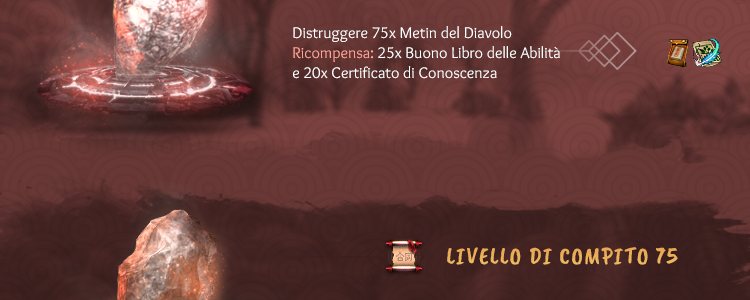 Distruggere 75x Metin del Diavolo
Ricompensa: 25x Buono Libro delle Abilità
e 20x Certificato di Conoscenza
LIVELLO DI COMPITO 75